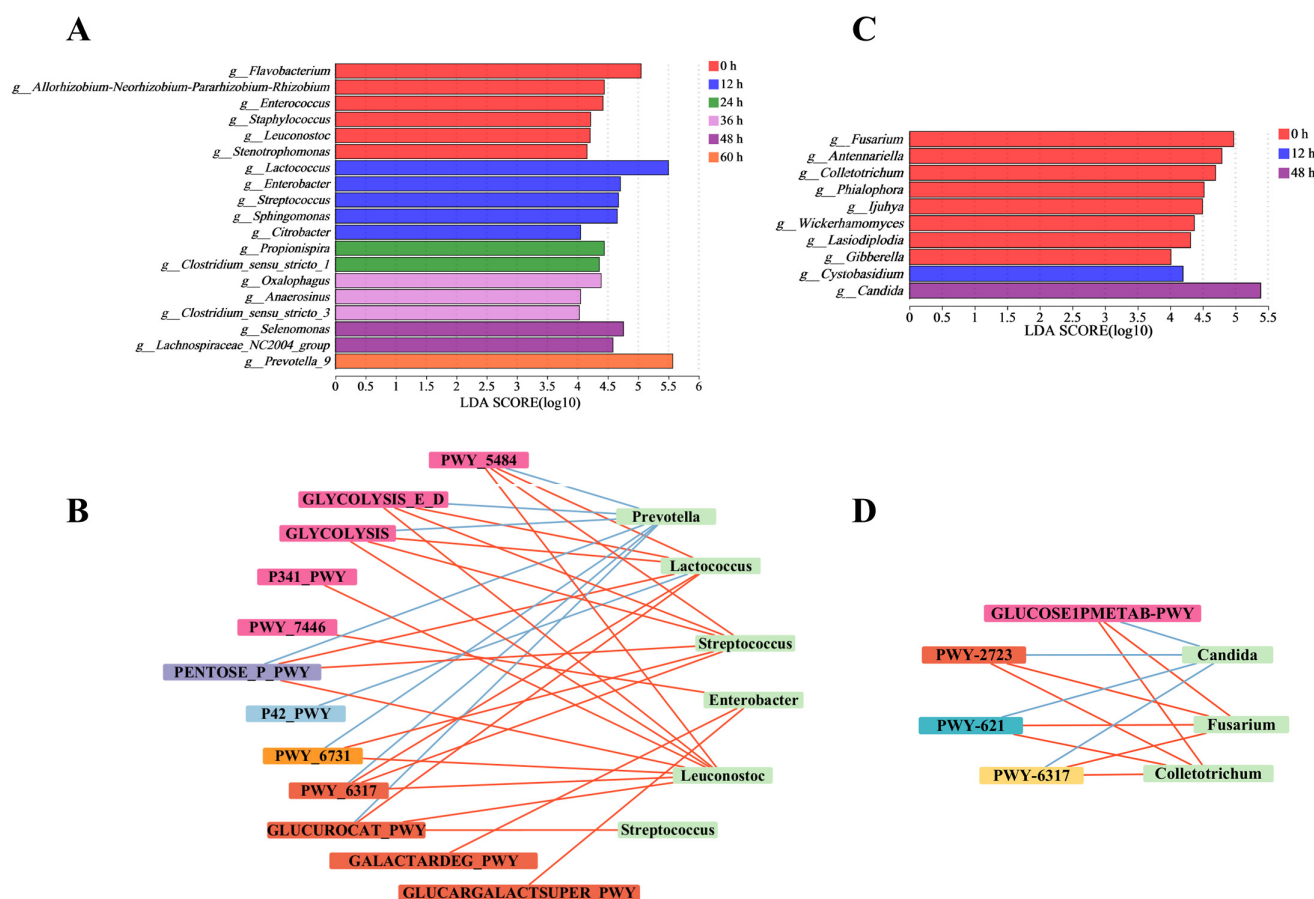 A
g__Flavobacterium
g__Allorhizobium-Neorhizobium-Pararhizobium-Rhizobium
g__Enterococcus
g__Staphylococcus
g__Leuconostoc
g__Stenotrophomonas
g__Lactococcus
g__Enterobacter
g__Streptococcus
g__Sphingomonas
g__Citrobacter
g__Propionispira
g__Clostridium_sensu_stricto_1
g__Oxalophagus
g__Anaerosinus
g__Clostridium_sensu_stricto_3
g__Selenomonas
g__Lachnospiraceae_NC2004_group
g__Prevotella_9
0 0.5 1 1.5 2 2.5 3 3.5 4 4.5 5 5.5 6
LDA SCORE(log10)
0 h
12 h
24 h
36 h
48 h
60 h
C
g__Fusarium
g__Antennariella
g__Colletotrichum
g__Phialophora
g__Ijuhya
g__Wickerhamomyces
g__Lasiodiplodia
g__Gibberella
g__Cystobasidium
g__Candida
0 0.5 1 1.5 2 2.5 3 3.5 4 4.5 5 5.5
LDA SCORE(log10)
0 h
12 h
48 h
B
PWY_5484
GLYCOLYSIS_E_D
GLYCOLYSIS
P341_PWY
PWY_7446
PENTOSE_P_PWY
P42_PWY
PWY_6731
PWY_6317
GLUCUROCAT_PWY
GALACTARDEG_PWY
GLUCARGALACTSUPER_PWY
Prevotella
Lactococcus
Streptococcus
Enterobacter
Leuconostoc
Streptococcus
D
GLUCOSE1PMETAB-PWY
PWY-2723
PWY-621
PWY-6317
Candida
Fusarium
Colletotrichum